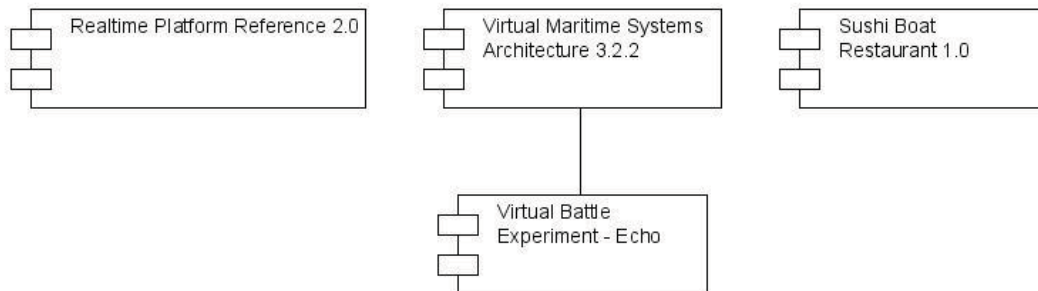 Realtime Platform Reference 2.0
Virtual Maritime Systems
Architecture 3.2.2
Sushi Boat
Restaurant 1.0
Virtual Battle
Experiment - Echo